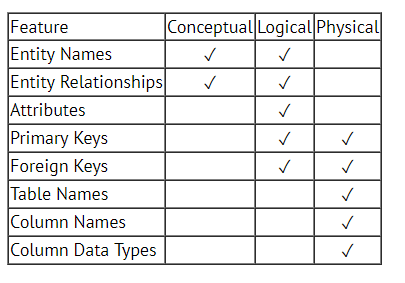 Feature Conceptual Logical Physical
Entity Names ✓ ✓
Entity Relationships ✓ ✓
Attributes ✓
Primary Keys ✓ ✓
Foreign Keys ✓ ✓
Table Names ✓
Column Names ✓
Column Data Types ✓